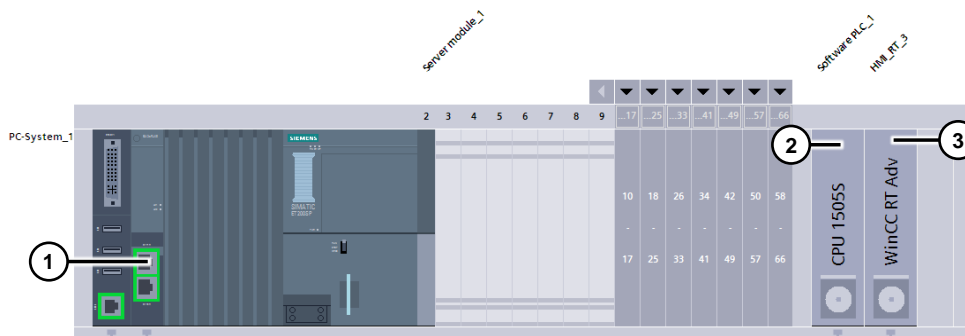 Server module_1
Software PLC_1
HMI_RT_3
2 3 4 5 6 7 8 9 ...17 ...25 ...33 ...41 ...49 ...57 ...66
PC-System_1
SIEMENS
2
3
CPU 1505S
WinCC RT Adv
10 18 26 34 42 50 58
- - - - - - -
17 25 33 41 49 57 66
SIMATIC
ET 200SP
1